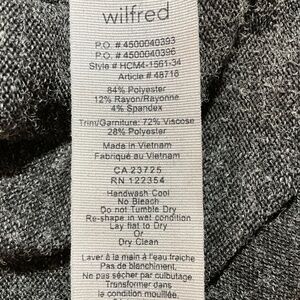 wilfred
P.O. # 4500040393
P.O. # 4500040396
Style # HCM4-1561-34
Article # 48716
84% Polyester
12% Rayon/Rayonne
4% Spandex
Trim/Garniture: 72% Viscose
28% Polyester
Made in Vietnam
Fabriqué au Vietnam
CA 23725
RN 122354
Handwash Cool
No Bleach
Do not Tumble Dry
Re-shape in wet condition
Lay flat to Dry
Or
Dry Clean
Laver à la main à l'eau fraîche
Pas de blanchiment.
Ne pas sécher par culbutage.
Transformer dans
la condition mouillée.